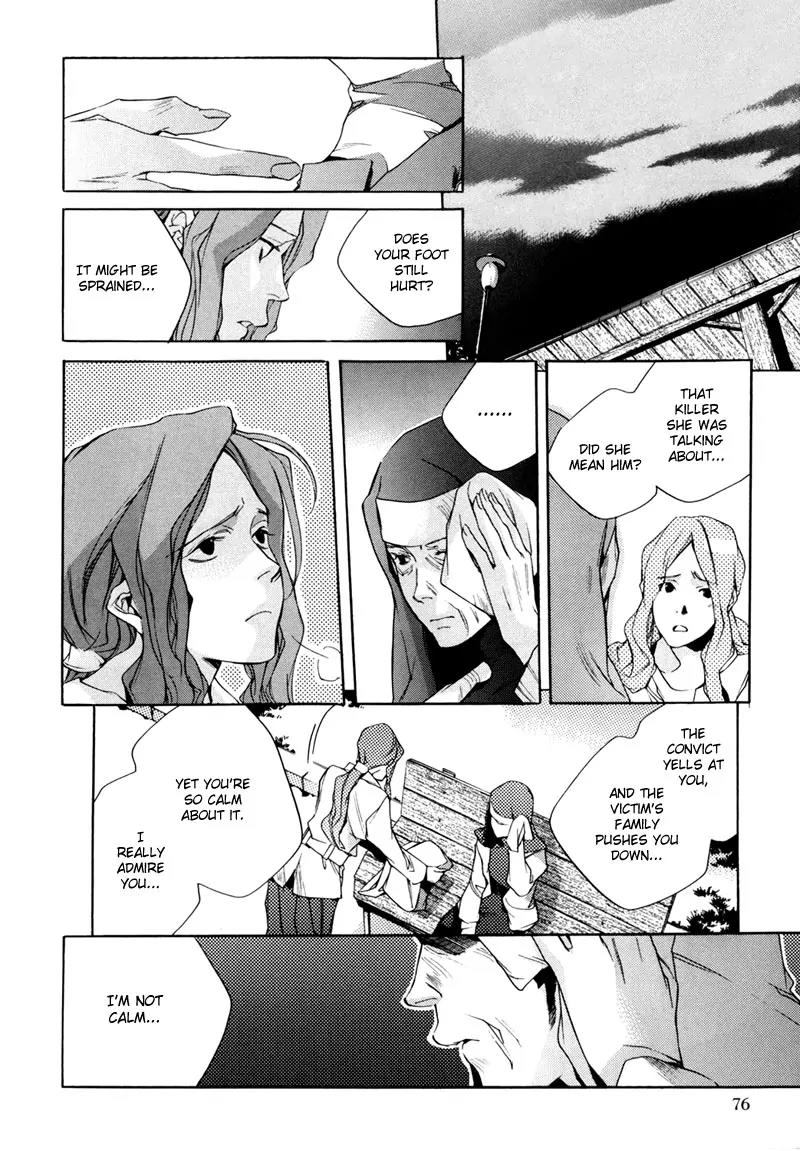 DOES
YOUR FOOT
STILL
HURT?
IT MIGHT BE
SPRAINED...
THAT
KILLER
SHE WAS
TALKING
ABOUT...
DID SHE
MEAN HIM?
......
THE
CONVICT
YELLS AT
YOU,
AND THE
VICTIM'S
FAMILY
PUSHES YOU
DOWN...
YET YOU'RE
SO CALM
ABOUT IT.
I
REALLY
ADMIRE
YOU...
I'M NOT
CALM...
76